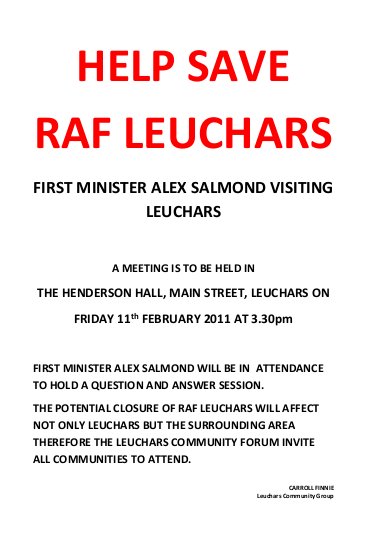 HELP SAVE
RAF LEUCHARS
FIRST MINISTER ALEX SALMOND VISITING
LEUCHARS
A MEETING IS TO BE HELD IN
THE HENDERSON HALL, MAIN STREET, LEUCHARS ON
FRIDAY 11th FEBRUARY 2011 AT 3.30pm
FIRST MINISTER ALEX SALMOND WILL BE IN ATTENDANCE
TO HOLD A QUESTION AND ANSWER SESSION.
THE POTENTIAL CLOSURE OF RAF LEUCHARS WILL AFFECT
NOT ONLY LEUCHARS BUT THE SURROUNDING AREA
THEREFORE THE LEUCHARS COMMUNITY FORUM INVITE
ALL COMMUNITIES TO ATTEND.
CARROLL FINNIE
Leuchars Community Group